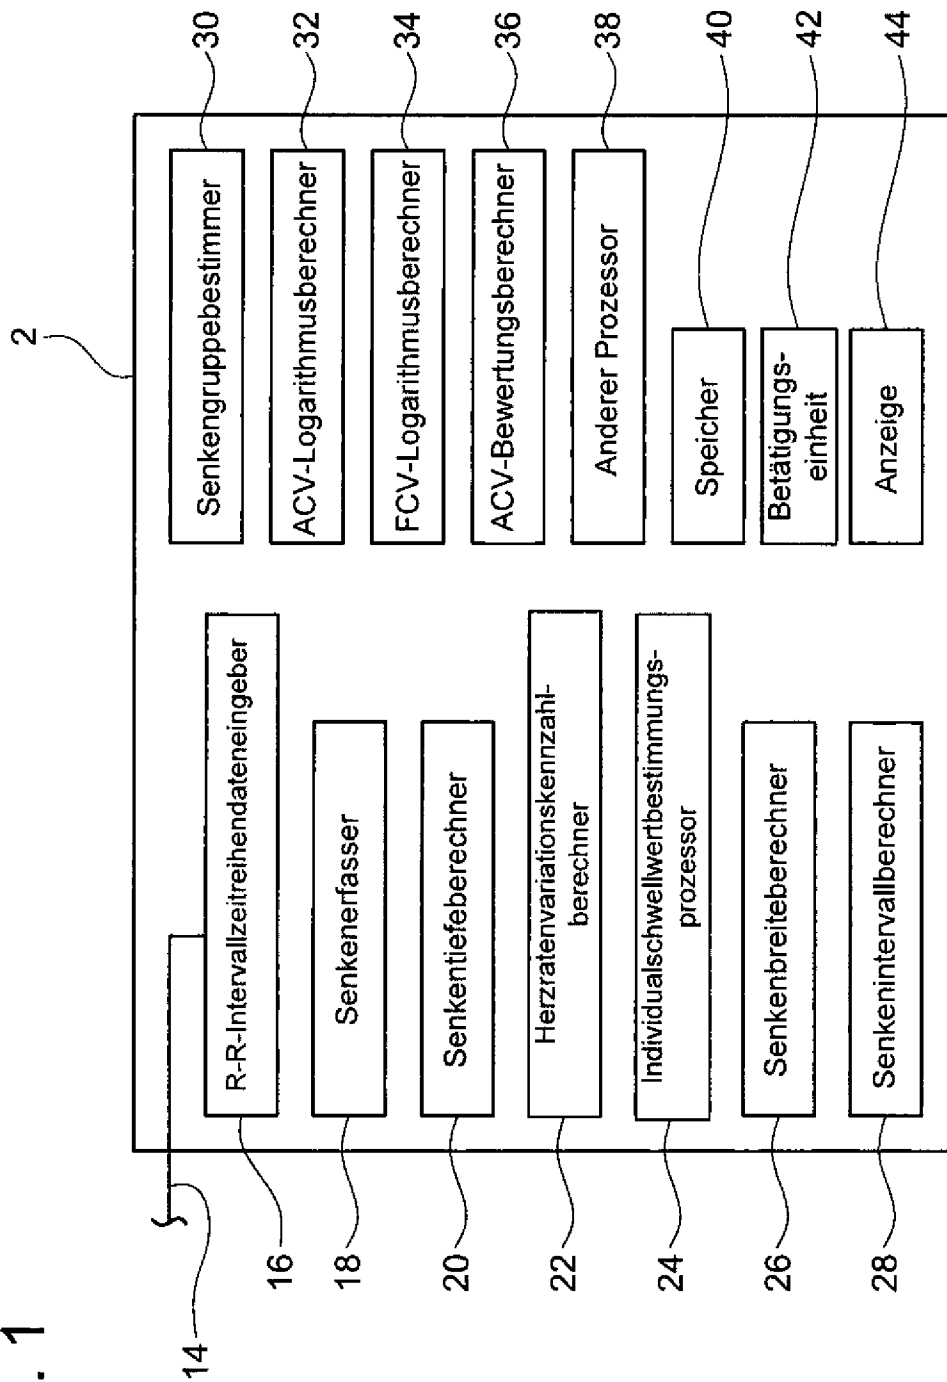 . 1
2
14
R-R-Intervallzeitreihendateneingeber
16
Senkenerfasser
18
Senkentiefeberechner
20
Herzratenvariationskennzahl-
berechner
22
Individualschwellwertbestimmungs-
prozessor
24
Senkenbreiteberechner
26
Senkenintervallberechner
28
Senkengruppebestimmer
30
ACV-Logarithmusberechner
32
FCV-Logarithmusberechner
34
ACV-Bewertungsberechner
36
Anderer Prozessor
38
Speicher
40
Betätigungs-
einheit
42
Anzeige
44